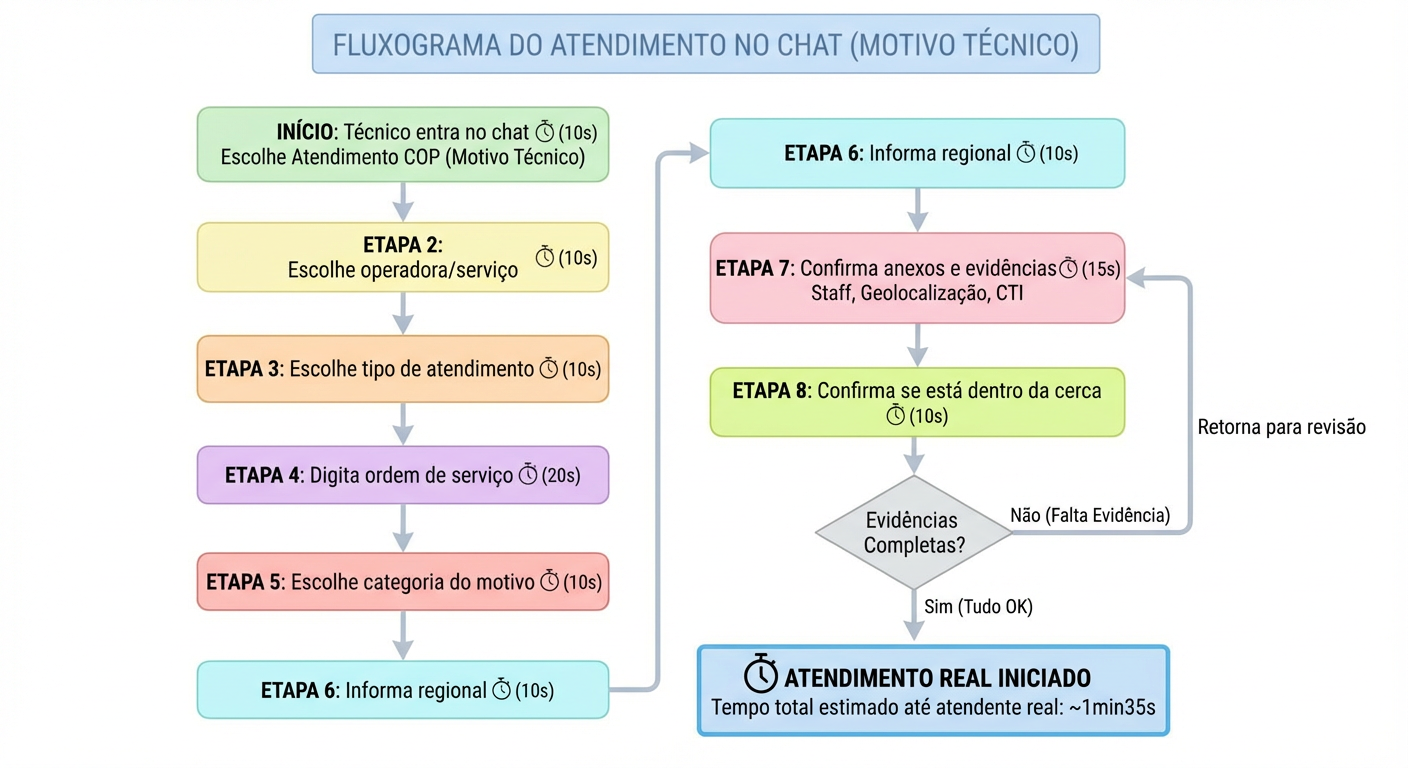 FLUXOGRAMA DO ATENDIMENTO NO CHAT (MOTIVO TÉCNICO)
INÍCIO: Técnico entra no chat (10s)
Escolhe Atendimento COP (Motivo Técnico)
ETAPA 2:
Escolhe operadora/serviço
(10s)
ETAPA 3: Escolhe tipo de atendimento (10s)
ETAPA 4: Digita ordem de serviço (20s)
ETAPA 5: Escolhe categoria do motivo (10s)
ETAPA 6: Informa regional (10s)
ETAPA 6: Informa regional (10s)
ETAPA 7: Confirma anexos e evidências (15s)
Staff, Geolocalização, CTI
ETAPA 8: Confirma se está dentro da cerca
(10s)
Evidências
Completas?
Não (Falta Evidência)
Retorna para revisão
Sim (Tudo OK)
ATENDIMENTO REAL INICIADO
Tempo total estimado até atendente real: ~1min35s